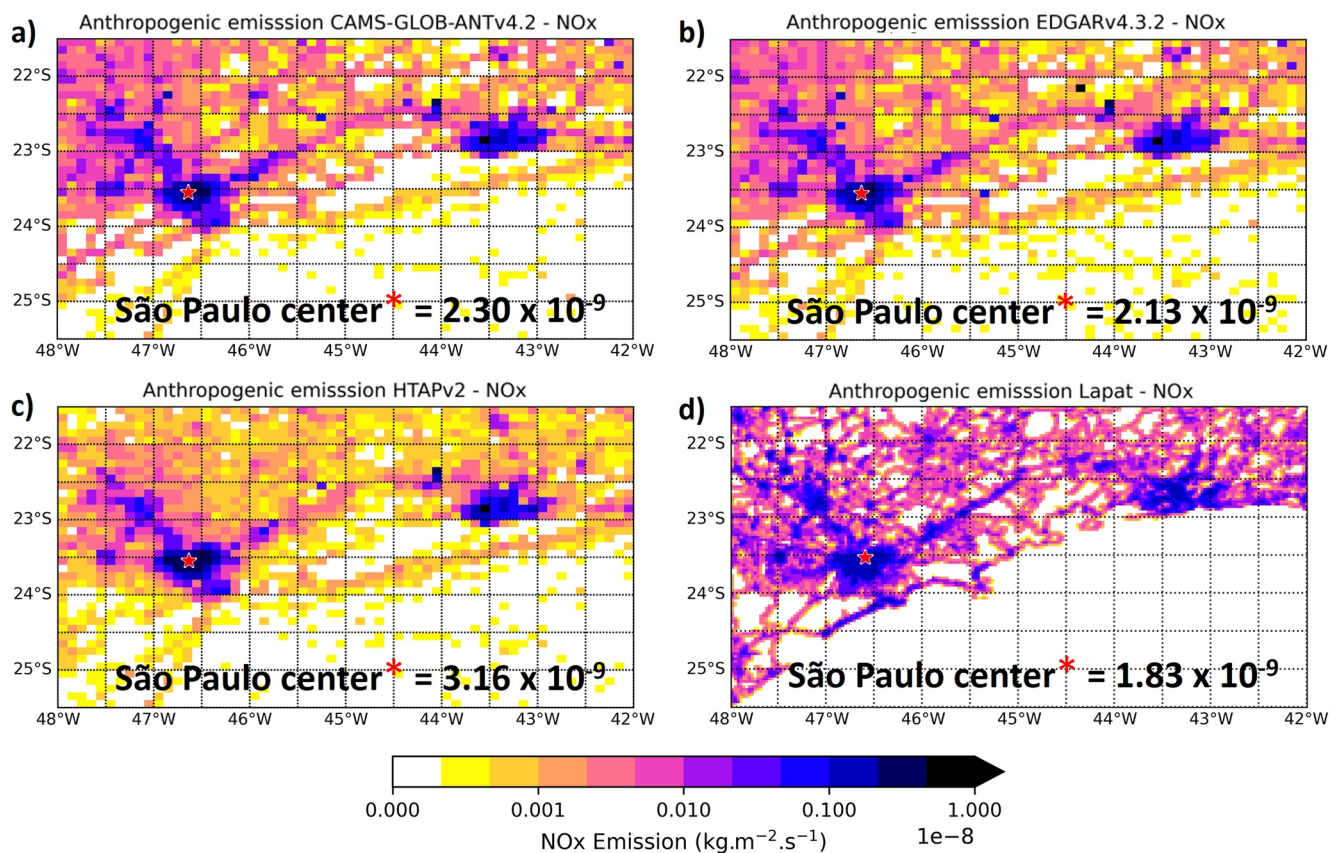 a)
Anthropogenic emisssion CAMS-GLOB-ANTv4.2 - NOx
22°S
23°S
24°S
25°S
São Paulo center* = 2.30 x 10-9
48°W 47°W 46°W 45°W 44°W 43°W 42°W
b)
Anthropogenic emisssion EDGARv4.3.2 - NOx
22°S
23°S
24°S
25°S
São Paulo center* = 2.13 x 10-9
48°W 47°W 46°W 45°W 44°W 43°W 42°W
c)
Anthropogenic emisssion HTAPv2 - NOx
22°S
23°S
24°S
25°S
São Paulo center* = 3.16 x 10-9
48°W 47°W 46°W 45°W 44°W 43°W 42°W
d)
Anthropogenic emisssion Lapat - NOx
22°S
23°S
24°S
25°S
São Paulo center* = 1.83 x 10-9
48°W 47°W 46°W 45°W 44°W 43°W 42°W
0.000 0.001 0.010 0.100 1.000
NOx Emission (kg.m⁻².s⁻¹) 1e−8